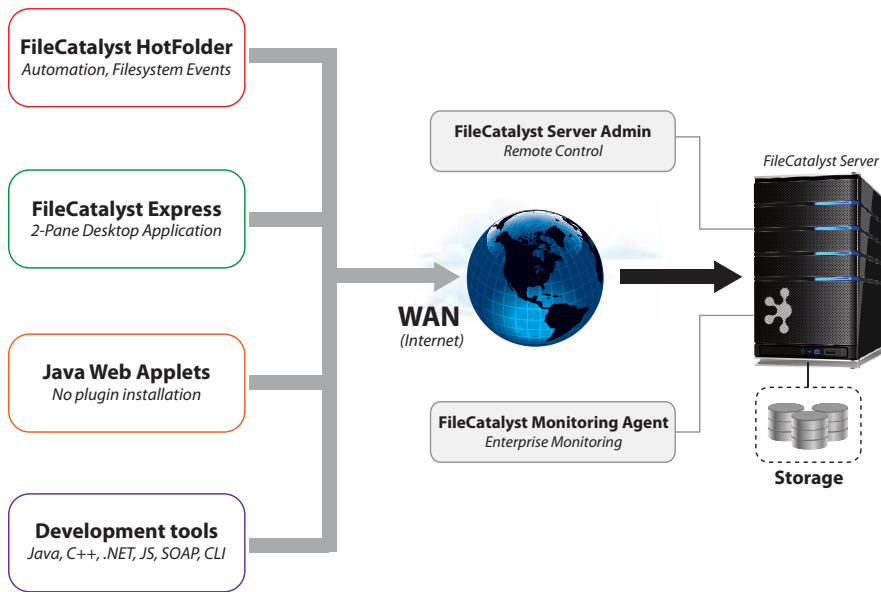 FileCatalyst HotFolder
Automation, Filesystem Events
FileCatalyst Express
2-Pane Desktop Application
Java Web Applets
No plugin installation
Development tools
Java, C++, .NET, JS, SOAP, CLI
WAN
(Internet)
FileCatalyst Server Admin
Remote Control
FileCatalyst Monitoring Agent
Enterprise Monitoring
FileCatalyst Server
Storage